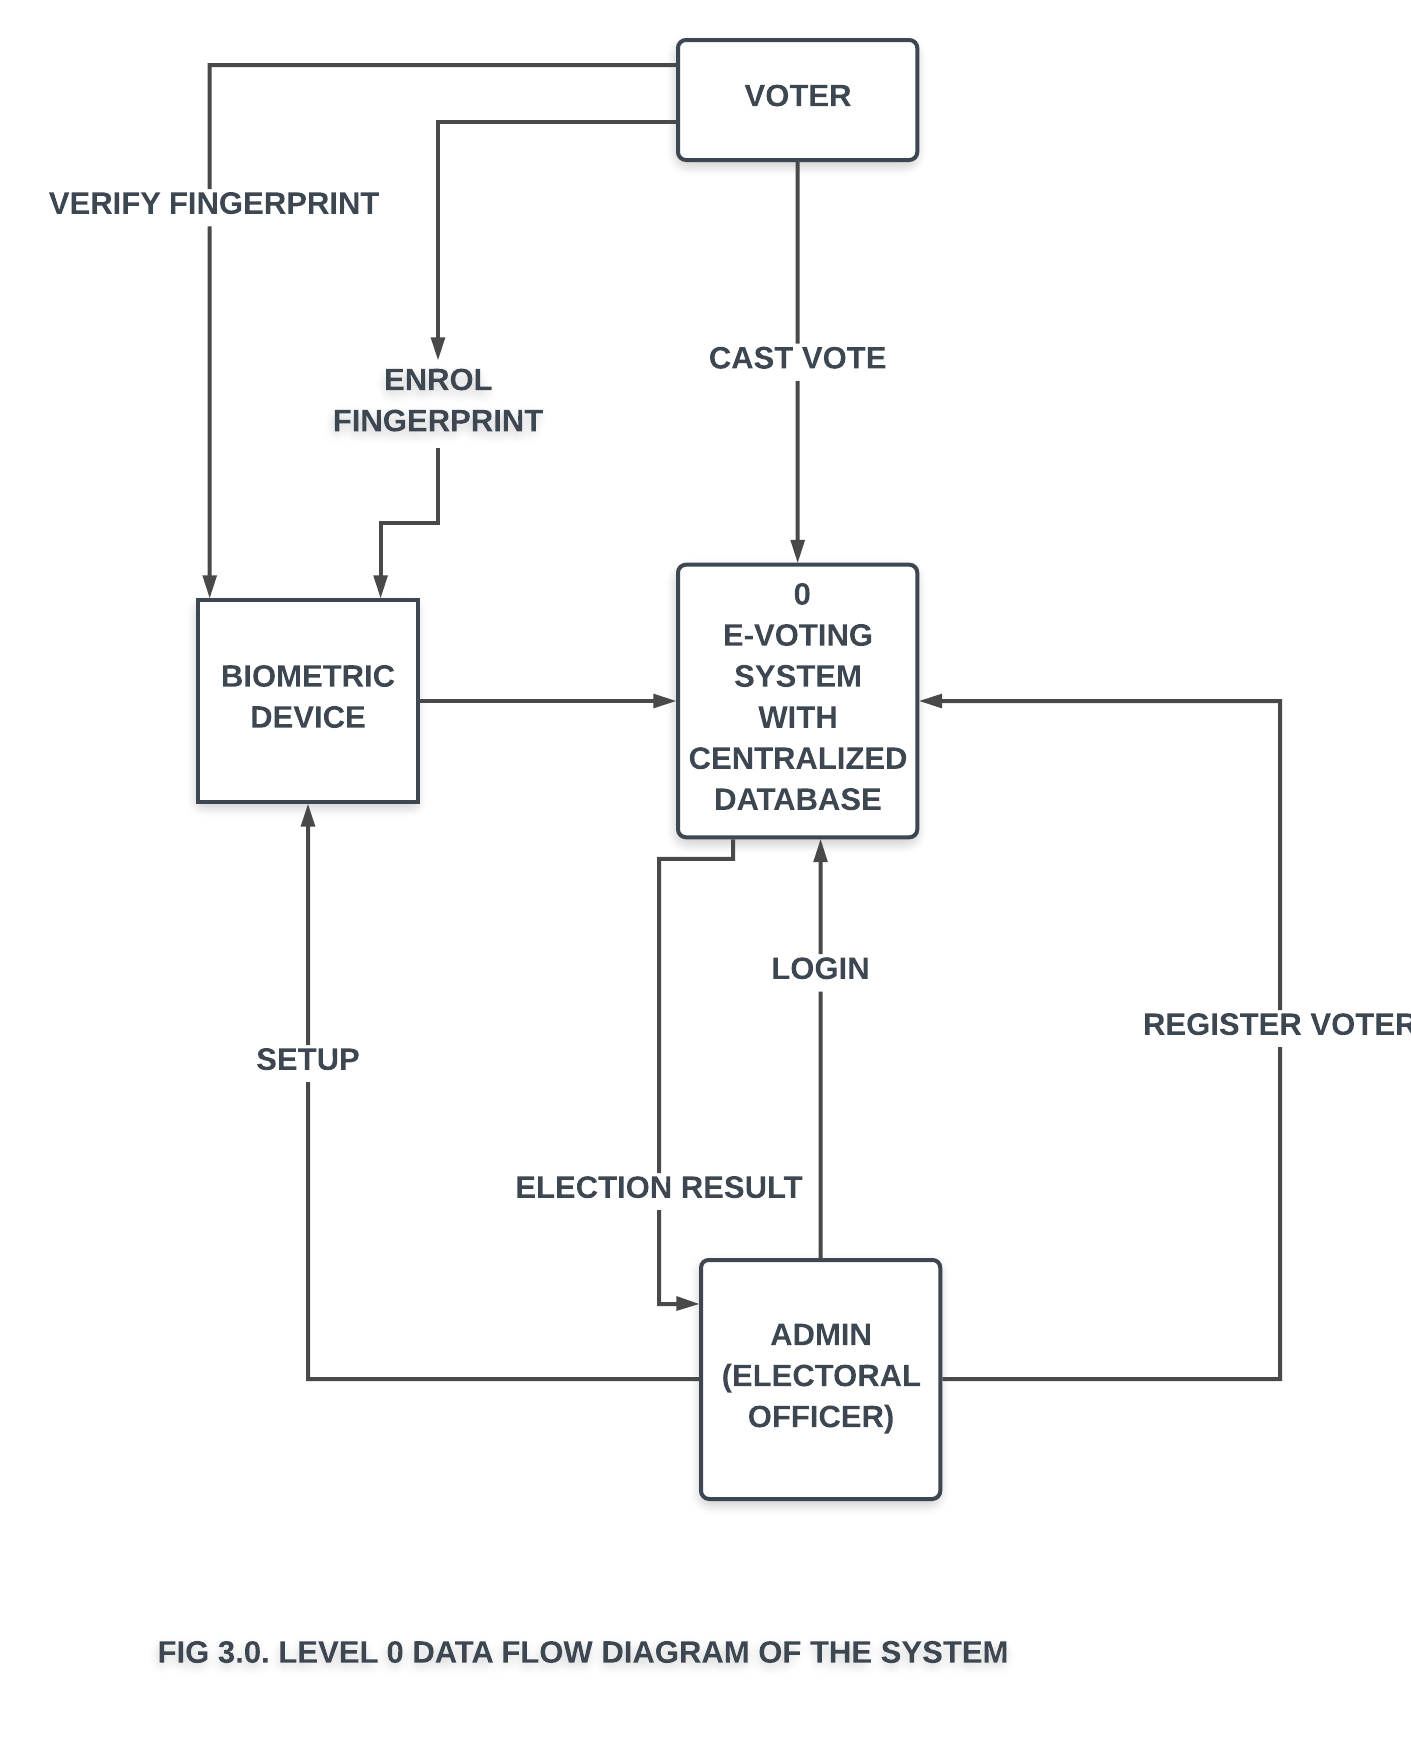 VOTER
VERIFY FINGERPRINT
ENROL
FINGERPRINT
CAST VOTE
0
E-VOTING
SYSTEM
WITH
CENTRALIZED
DATABASE
BIOMETRIC
DEVICE
LOGIN
REGISTER VOTER
SETUP
ELECTION RESULT
ADMIN
(ELECTORAL
OFFICER)
FIG 3.0. LEVEL 0 DATA FLOW DIAGRAM OF THE SYSTEM